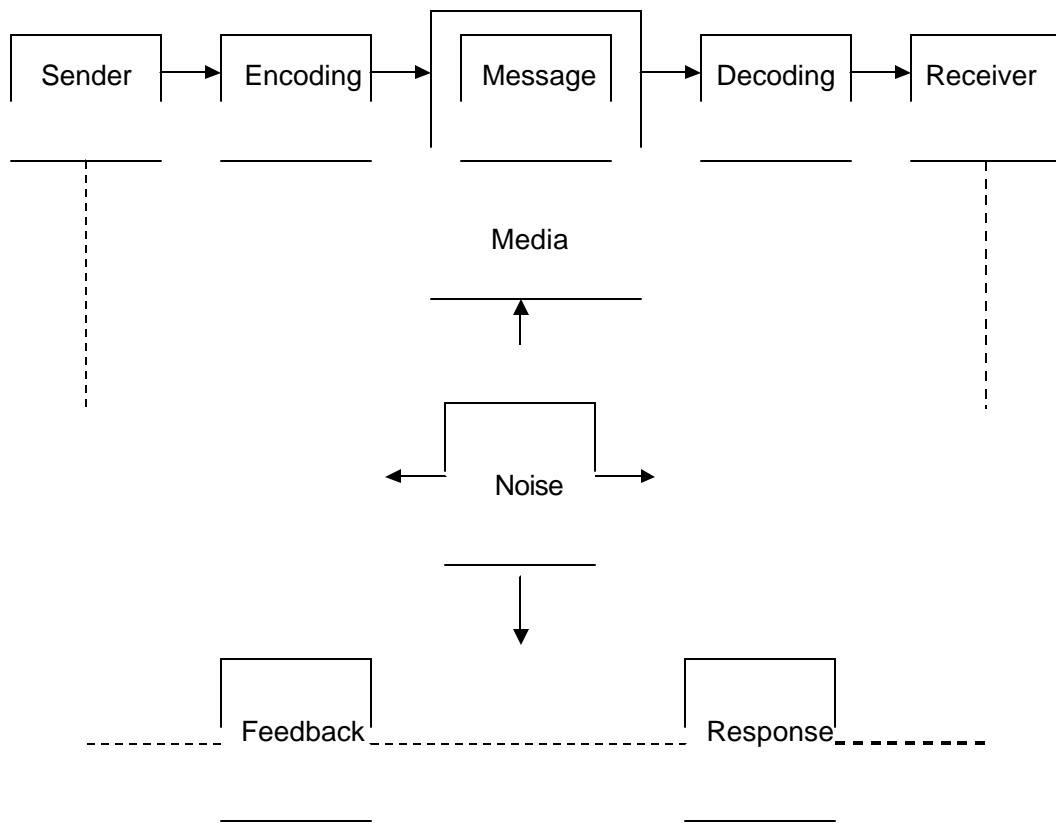 Sender Encoding Message Decoding Receiver
Media
Noise
Feedback Response